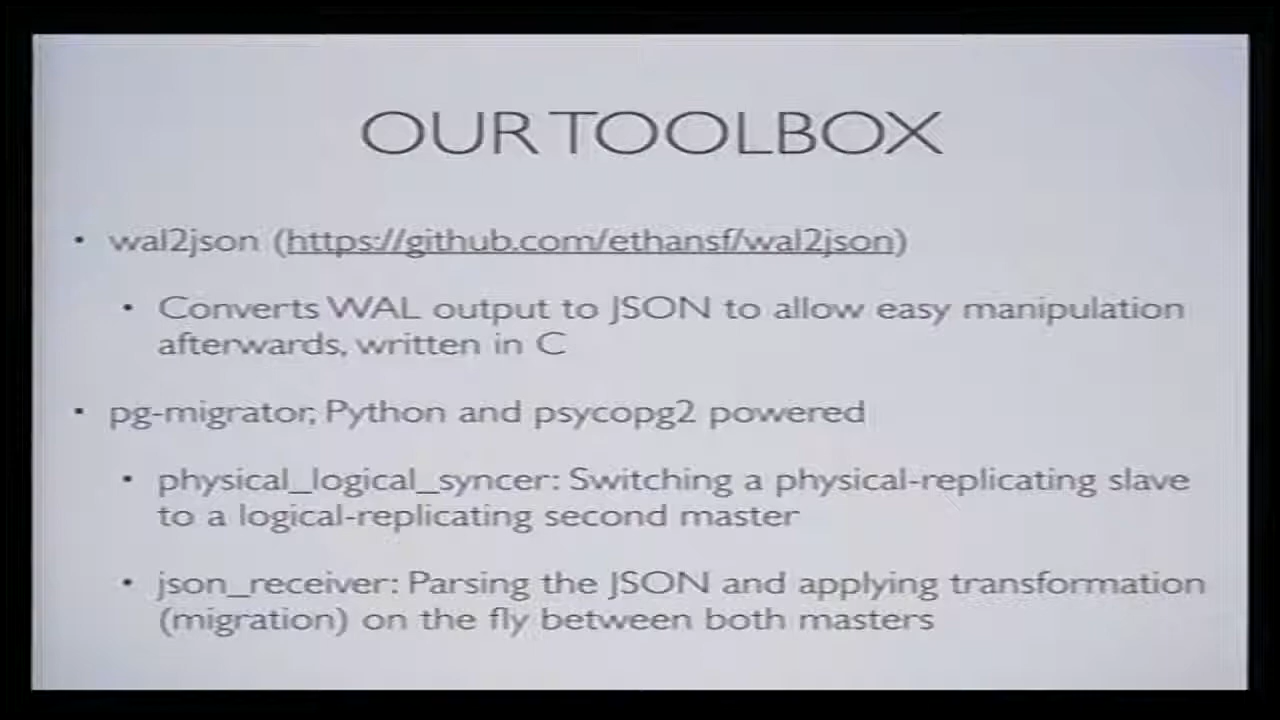 OUR TOOLBOX
• wal2json (https://github.com/ethansf/wal2json)
• Converts WAL output to JSON to allow easy manipulation
afterwards, written in C
• pg-migrator, Python and psycopg2 powered
• physical_logical_syncer: Switching a physical-replicating slave
to a logical-replicating second master
• json_receiver: Parsing the JSON and applying transformation
(migration) on the fly between both masters